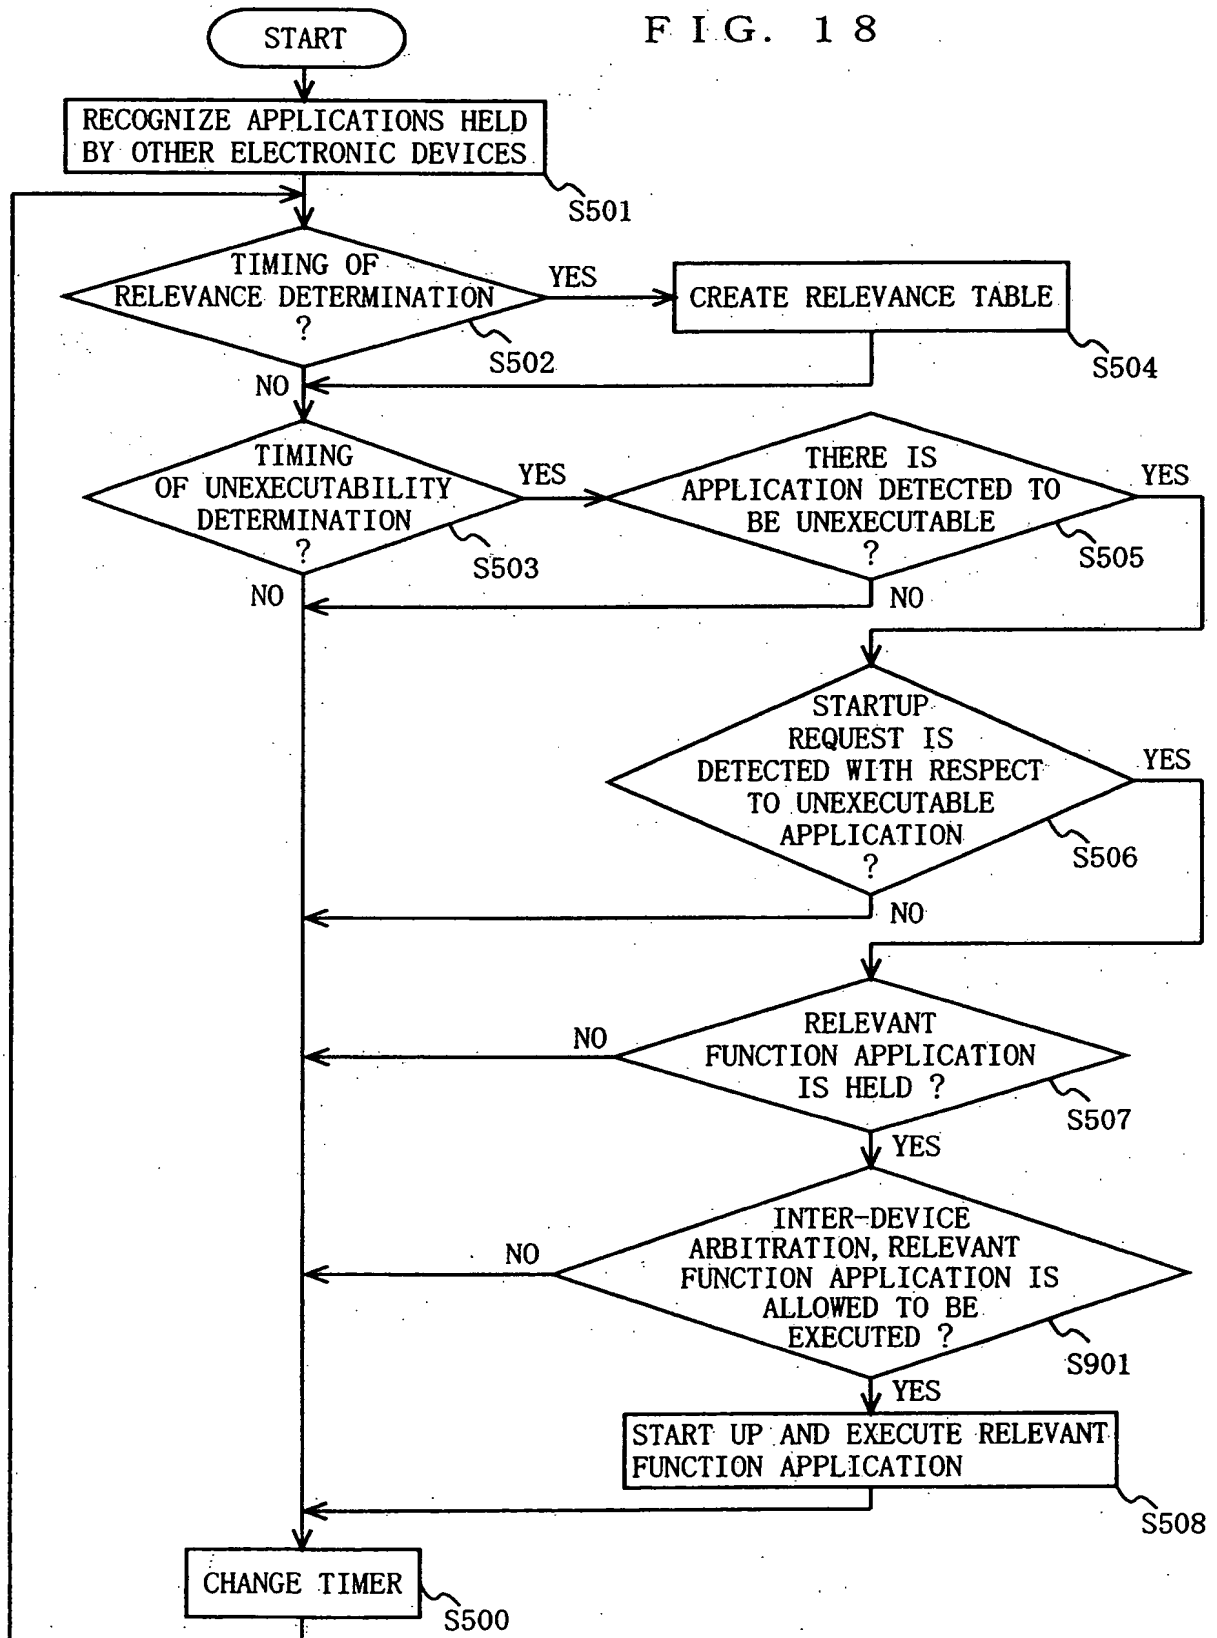 F I G. 1 8
START
RECOGNIZE APPLICATIONS HELD
BY OTHER ELECTRONIC DEVICES
S501
TIMING OF
RELEVANCE DETERMINATION
?
S502
YES
CREATE RELEVANCE TABLE
S504
NO
TIMING
OF UNEXECUTABILITY
DETERMINATION
?
S503
YES
THERE IS
APPLICATION DETECTED TO
BE UNEXECUTABLE
?
S505
YES
NO
NO
STARTUP
REQUEST IS
DETECTED WITH RESPECT
TO UNEXECUTABLE
APPLICATION
?
S506
YES
NO
RELEVANT
FUNCTION APPLICATION
IS HELD ?
S507
NO
YES
INTER-DEVICE
ARBITRATION, RELEVANT
FUNCTION APPLICATION IS
ALLOWED TO BE
EXECUTED ?
S901
NO
YES
START UP AND EXECUTE RELEVANT
FUNCTION APPLICATION
S508
CHANGE TIMER
S500